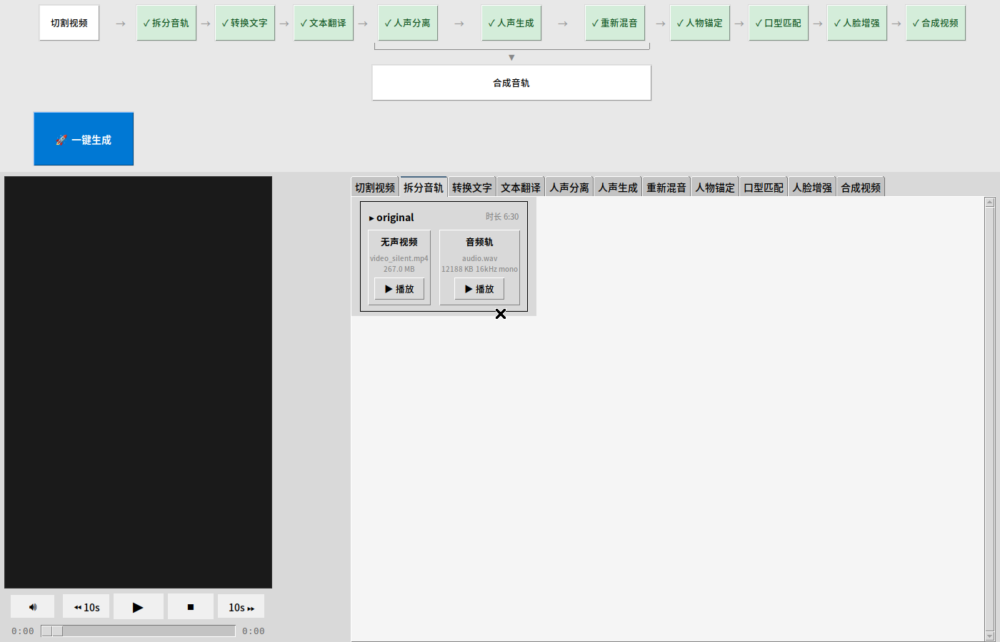 切割视频 → ✓拆分音轨 → ✓转换文字 → ✓文本翻译 → ✓人声分离 → ✓人声生成 → ✓重新混音 → ✓人物锚定 → ✓口型匹配 → ✓人脸增强 → ✓合成视频
▼
合成音轨
🚀 一键生成
切割视频 拆分音轨 转换文字 文本翻译 人声分离 人声生成 重新混音 人物锚定 口型匹配 人脸增强 合成视频
▸ original 时长 6:30
无声视频 音频轨
video_silent.mp4 audio.wav
267.0 MB 12188 KB 16kHz mono
▶ 播放 ▶ 播放
🔊 ◂◂ 10s ▶ ■ 10s ▸▸
0:00 0:00